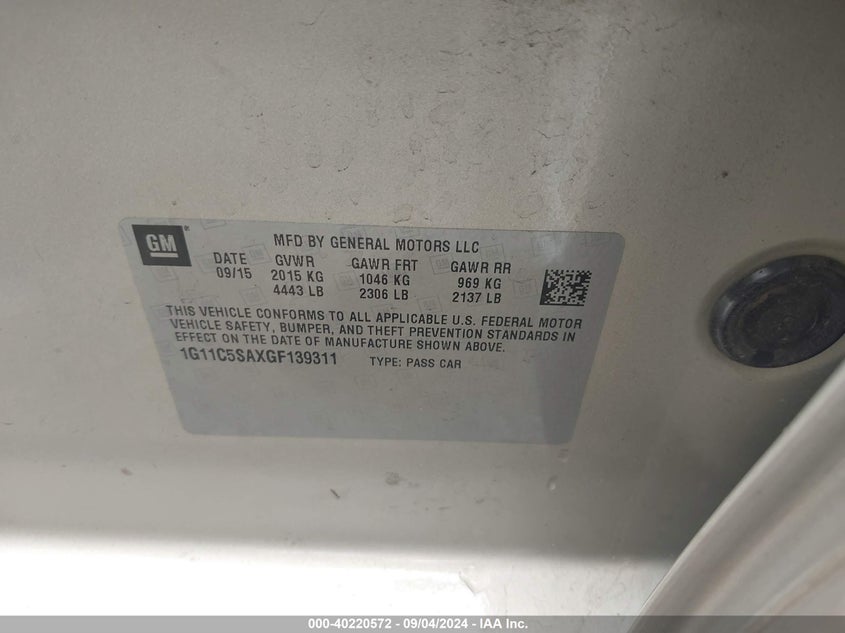 GM
MFD BY GENERAL MOTORS LLC
DATE GVWR GAWR FRT GAWR RR
09/15 2015 KG 1046 KG 969 KG
4443 LB 2306 LB 2137 LB
THIS VEHICLE CONFORMS TO ALL APPLICABLE U.S. FEDERAL MOTOR
VEHICLE SAFETY, BUMPER, AND THEFT PREVENTION STANDARDS IN
EFFECT ON THE DATE OF MANUFACTURE SHOWN ABOVE.
1G11C5SAXGF139311 TYPE: PASS CAR
000-40220572 - 09/04/2024 - IAA Inc.